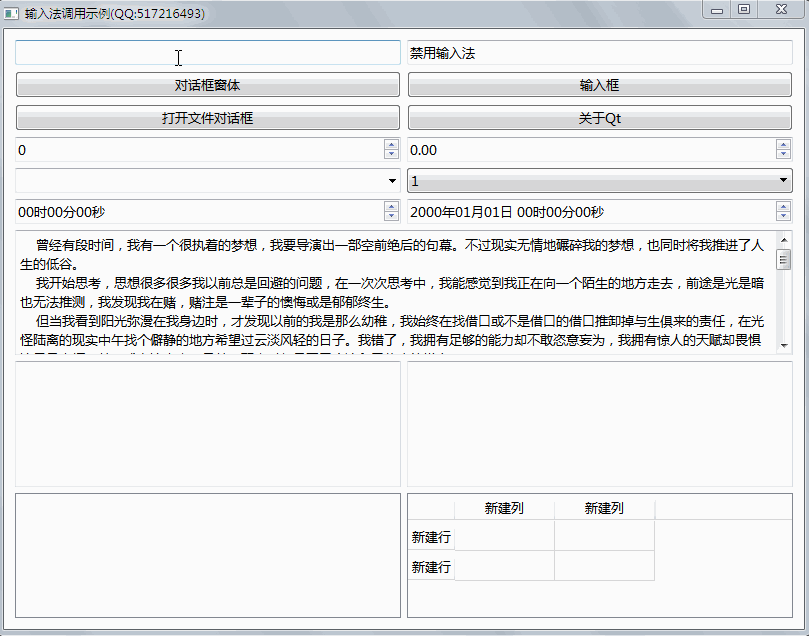 输入法调用示例(QQ:517216493)
禁用输入法
对话框窗体 输入框
打开文件对话框 关于Qt
0 0.00
1
00时00分00秒 2000年01月01日 00时00分00秒
曾经有段时间，我有一个很执着的梦想，我要导演出一部空前绝后的句幕。不过现实无情地碾碎我的梦想，也同时将我推进了人
生的低谷。
我开始思考，思想很多很多我以前总是回避的问题，在一次次思考中，我能感觉到我正在向一个陌生的地方走去，前途是光是暗
也无法推测，我发现我在赌，赌注是一辈子的懊悔或是郁郁终生。
但当我看到阳光弥漫在我身边时，才发现以前的我是那么幼稚，我始终在找借口或不是借口的借口推卸掉与生俱来的责任，在光
怪陆离的现实中午找个僻静的地方希望过云淡风轻的日子。我错了，我拥有足够的能力却不敢恣意妄为，我拥有惊人的天赋却畏惧
新建列 新建列
新建行
新建行